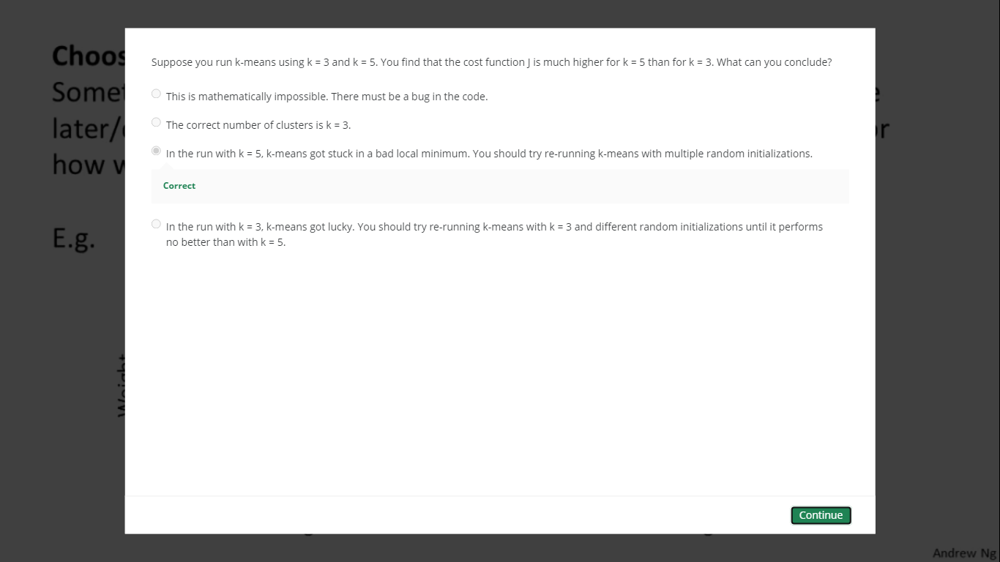 Choos
Suppose you run k-means using k = 3 and k = 5. You find that the cost function J is much higher for k = 5 than for k = 3. What can you conclude?
Somet
This is mathematically impossible. There must be a bug in the code.
later/
The correct number of clusters is k = 3.
how
In the run with k = 5, k-means got stuck in a bad local minimum. You should try re-running k-means with multiple random initializations.
Correct
E.g.
In the run with k = 3, k-means got lucky. You should try re-running k-means with k = 3 and different random initializations until it performs
no better than with k = 5.
Weight
Continue
Andrew Ng